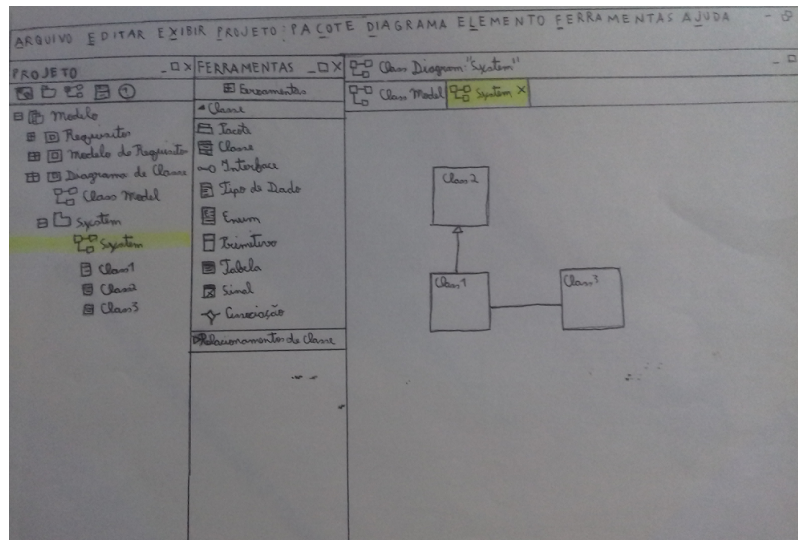 ARQUIVO EDITAR EXIBIR PROJETO: PACOTE DIAGRAMA ELEMENTO FERRAMENTAS AJUDA
PROJETO
Modelo
Requisitos
Modelo de Requisitos
Diagrama de Classe
Class Model
System
System
Class1
Class2
Class3
FERRAMENTAS
Ferramentas
Classe
Pacote
Classe
Interface
Tipo de Dado
Enum
Primitivo
Tabela
Sinal
Associação
Relacionamentos de Classe
Class Diagram: "System"
Class Model System X
Class2
Class1
Class3